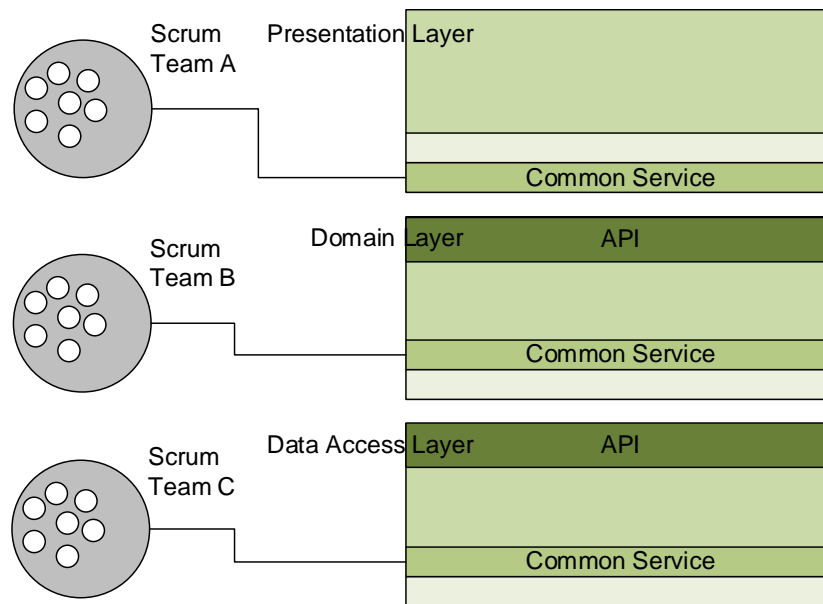 Scrum
Team A
Presentation Layer
Common Service
Scrum
Team B
Domain Layer
API
Common Service
Scrum
Team C
Data Access Layer
API
Common Service